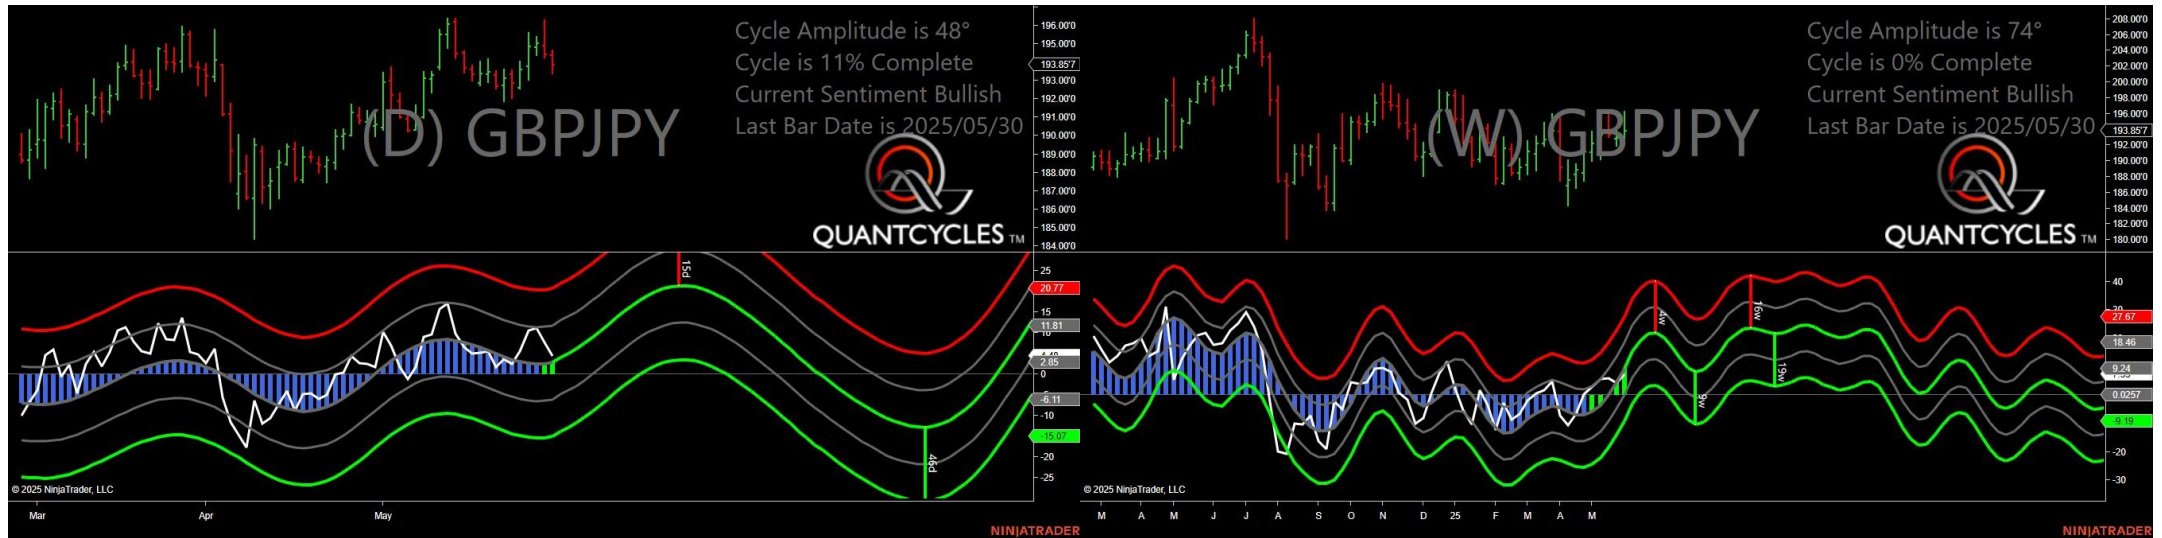 Cycle Amplitude is 48°
Cycle is 11% Complete
Current Sentiment Bullish
Last Bar Date is 2025/05/30
(D) GBPJPY
QUANTCYCLES TM
196.00'0
195.00'0
193.85'7
193.00'0
192.00'0
191.00'0
190.00'0
189.00'0
188.00'0
187.00'0
186.00'0
185.00'0
184.00'0
15d
46d
25
20.77
15
11.81
2.85
0
-6.11
-10
-15.07
-20
-25
© 2025 NinjaTrader, LLC
Mar Apr May
NINJATRADER
Cycle Amplitude is 74°
Cycle is 0% Complete
Current Sentiment Bullish
Last Bar Date is 2025/05/30
(W) GBPJPY
QUANTCYCLES TM
208.00'0
206.00'0
204.00'0
202.00'0
200.00'0
198.00'0
196.00'0
193.85'7
192.00'0
190.00'0
188.00'0
186.00'0
184.00'0
182.00'0
180.00'0
4w
9w
16w
19w
40
27.67
18.46
9.24
0.0257
-9.19
-20
-30
© 2025 NinjaTrader, LLC
M A M J J A S O N D 25 F M A M
NINJATRADER